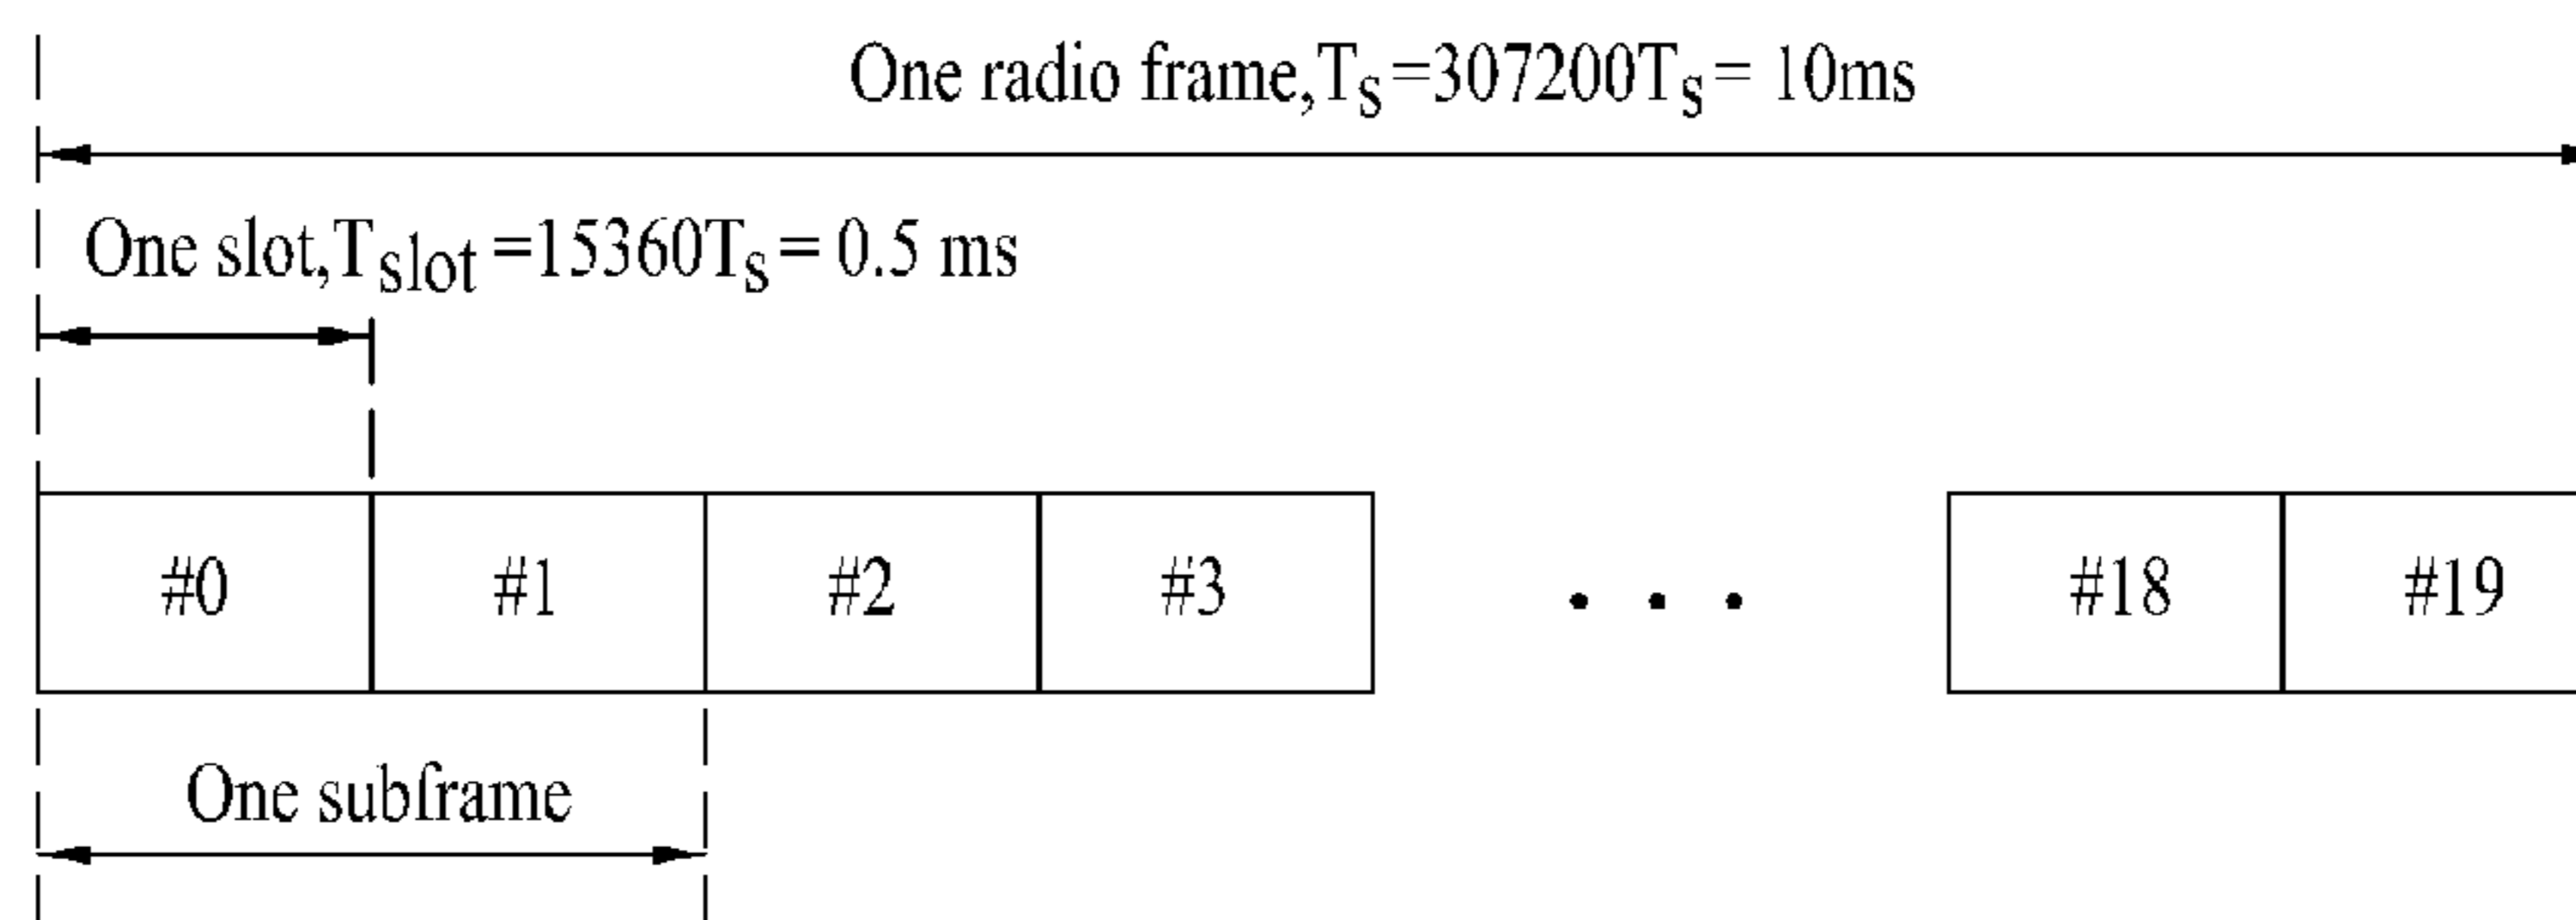 One radio frame,Ts=307200Ts= 10ms
One slot,Tslot=15360Ts= 0.5 ms
#0 #1 #2 #3 . . . #18 #19
One subframe